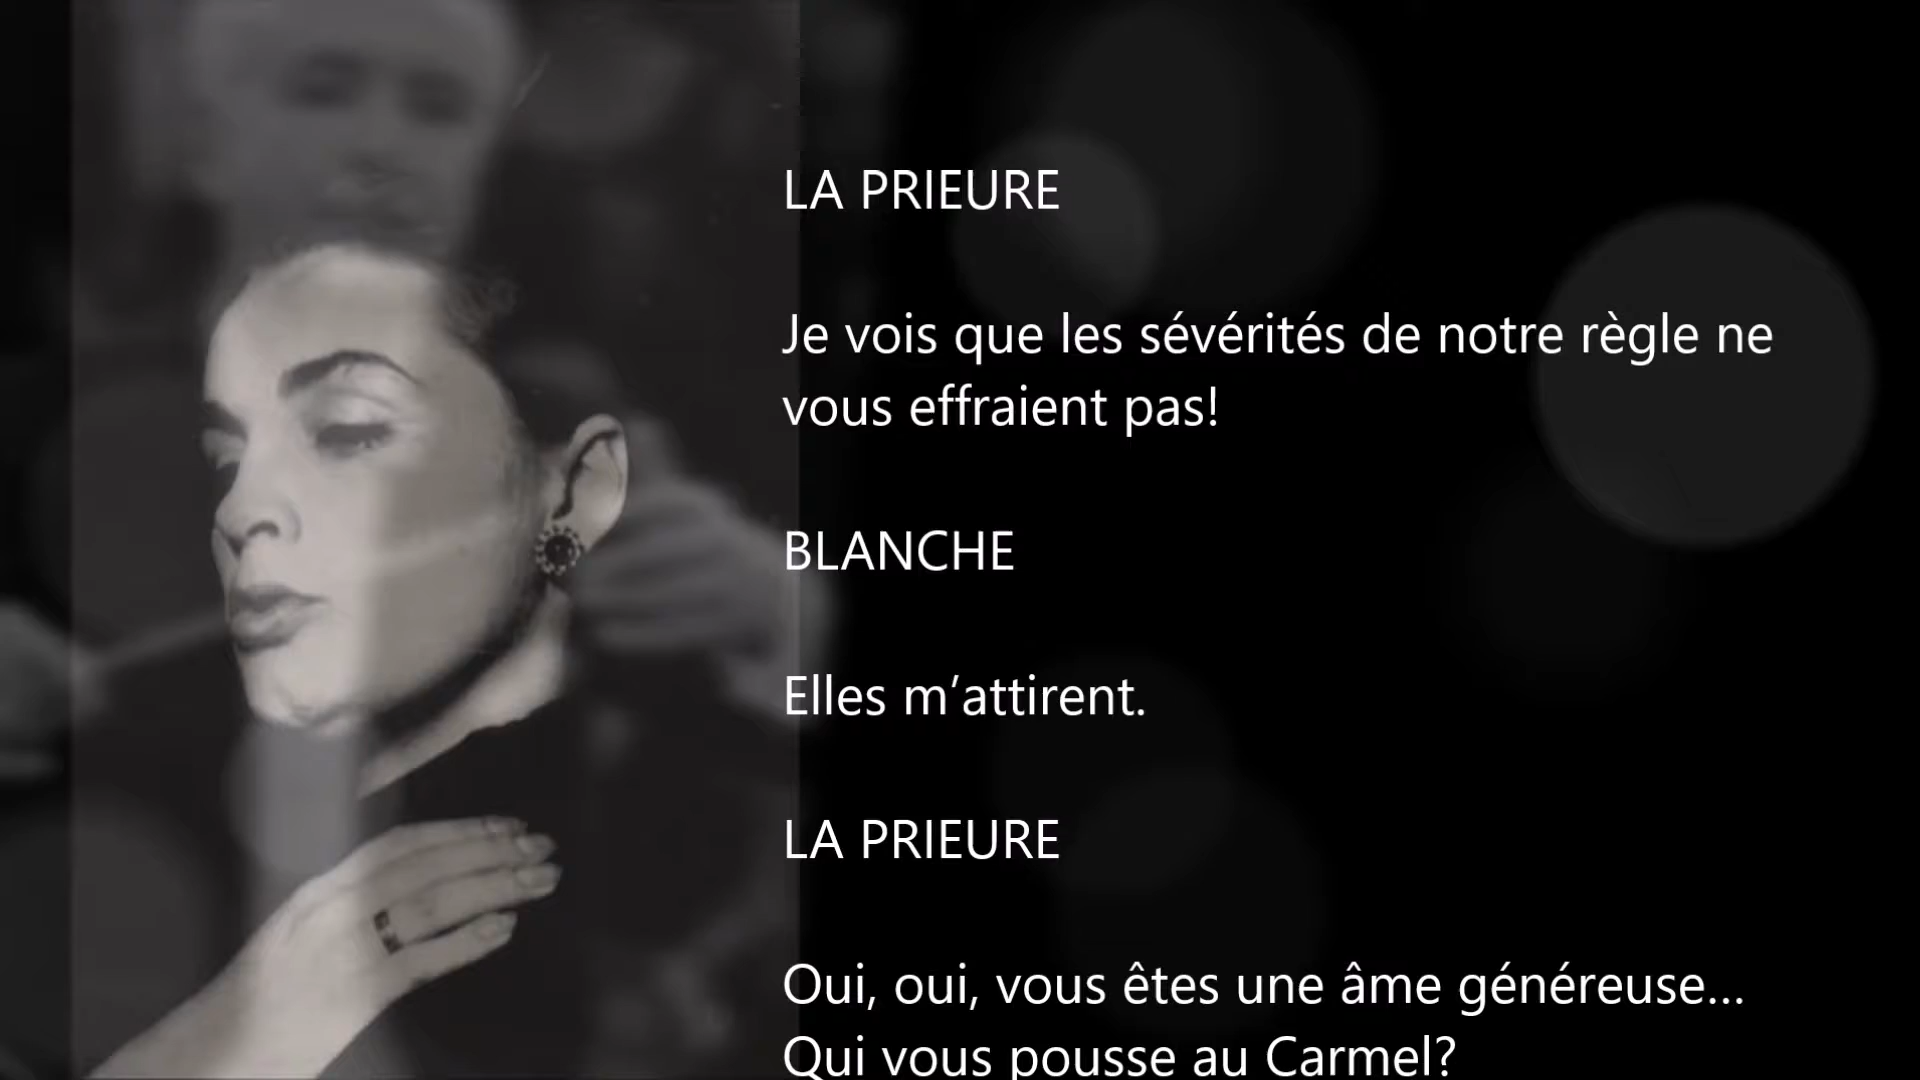 LA PRIEURE
Je vois que les sévérités de notre règle ne
vous effraient pas!
BLANCHE
Elles m’attirent.
LA PRIEURE
Oui, oui, vous êtes une âme généreuse...
Qui vous pousse au Carmel?